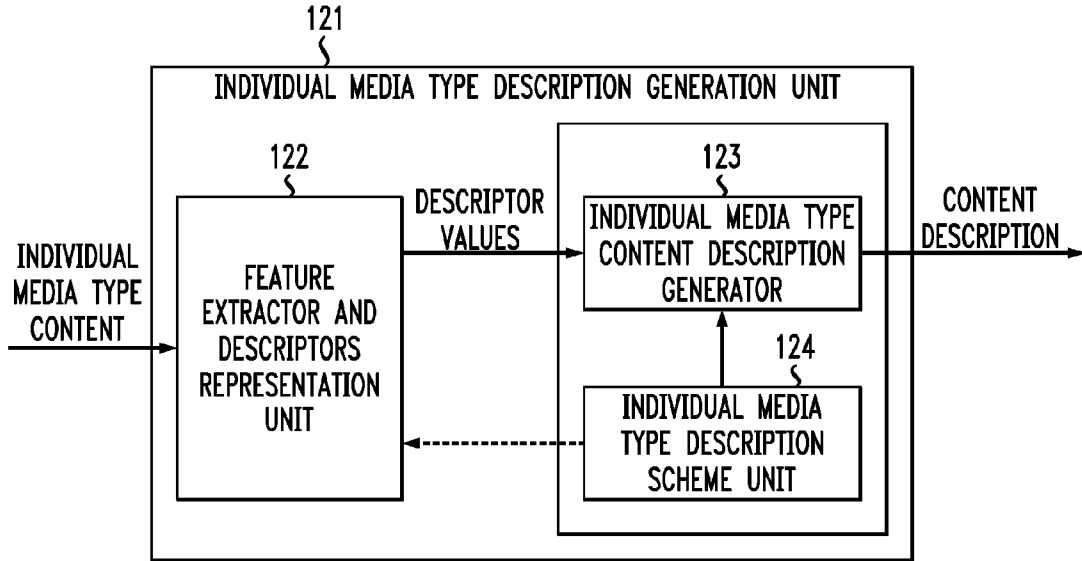 121
INDIVIDUAL MEDIA TYPE DESCRIPTION GENERATION UNIT
122
FEATURE
EXTRACTOR AND
DESCRIPTORS
REPRESENTATION
UNIT
INDIVIDUAL
MEDIA TYPE
CONTENT
DESCRIPTOR
VALUES
123
INDIVIDUAL MEDIA TYPE
CONTENT DESCRIPTION
GENERATOR
124
INDIVIDUAL MEDIA
TYPE DESCRIPTION
SCHEME UNIT
CONTENT
DESCRIPTION